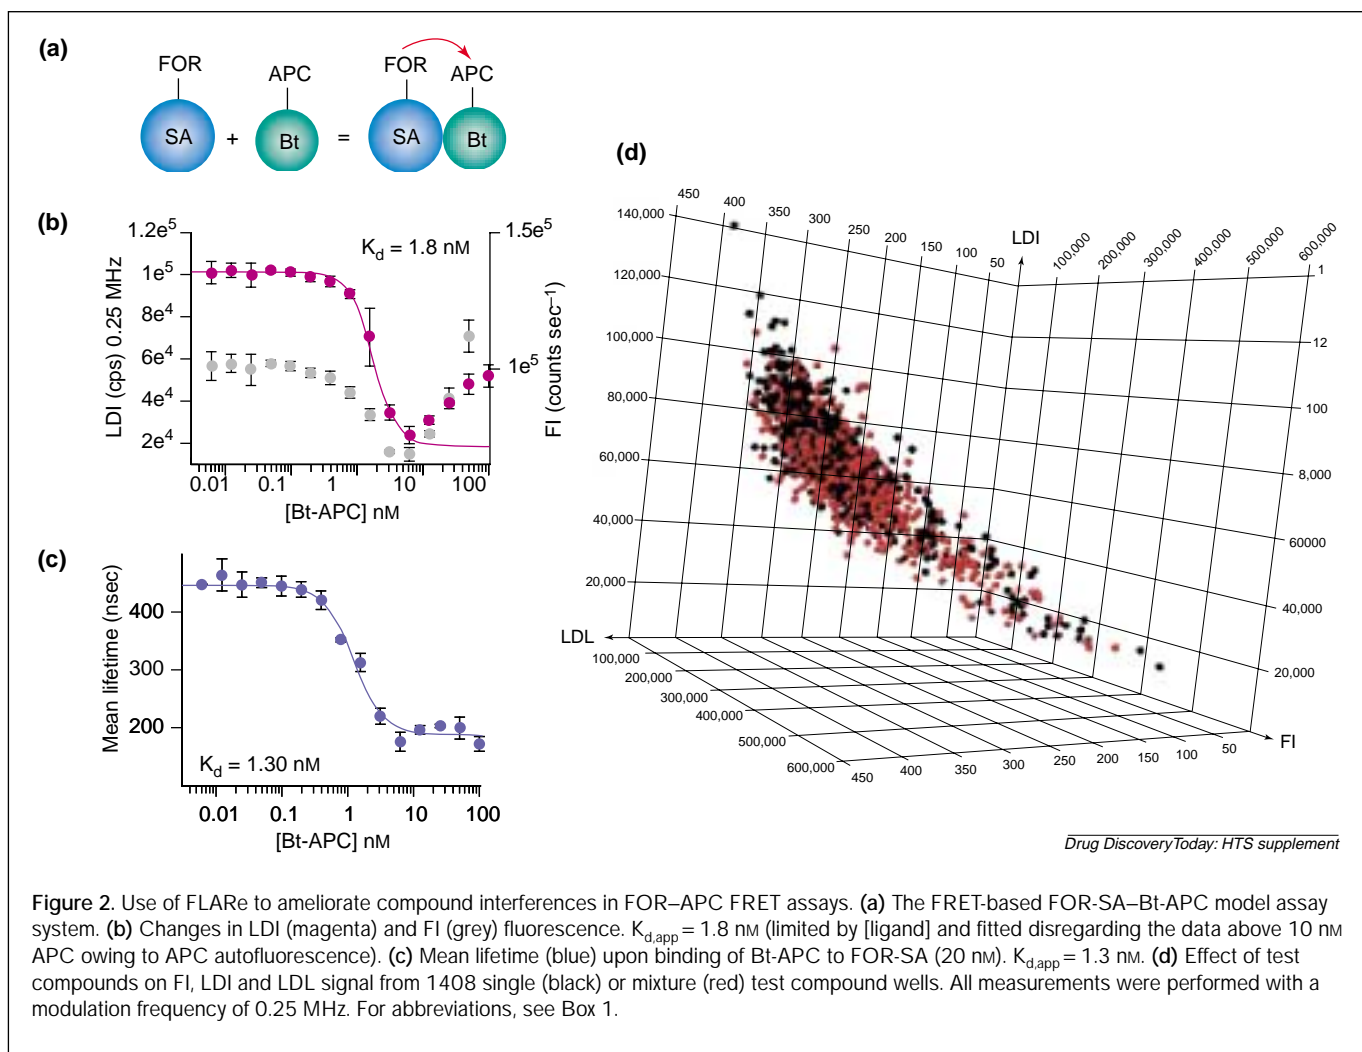 (a)
FOR
APC
FOR
APC
SA
+
Bt
=
SA
Bt
(b)
LDI (cps) 0.25 MHz
1.2e5
1e5
8e4
6e4
4e4
2e4
Kd = 1.8 nM
1.5e5
1e5
FI (counts sec–1)
0.01 0.1 1 10 100
[Bt-APC] nM
(c)
Mean lifetime (nsec)
400
300
200
Kd = 1.30 nM
0.01 0.1 1 10 100
[Bt-APC] nM
(d)
450 400 350 300 250 200 150 100 50
LDI
100,000 200,000 300,000 400,000 500,000 600,000
140,000
120,000
100,000
80,000
60,000
40,000
20,000
1
12
100
8,000
60000
40,000
20,000
LDL
100,000
200,000
300,000
400,000
500,000
600,000
450 400 350 300 250 200 150 100 50
FI
Drug DiscoveryToday: HTS supplement
Figure 2. Use of FLARe to ameliorate compound interferences in FOR–APC FRET assays. (a) The FRET-based FOR-SA–Bt-APC model assay
system. (b) Changes in LDI (magenta) and FI (grey) fluorescence. Kd,app = 1.8 nM (limited by [ligand] and fitted disregarding the data above 10 nM
APC owing to APC autofluorescence). (c) Mean lifetime (blue) upon binding of Bt-APC to FOR-SA (20 nM). Kd,app = 1.3 nM. (d) Effect of test
compounds on FI, LDI and LDL signal from 1408 single (black) or mixture (red) test compound wells. All measurements were performed with a
modulation frequency of 0.25 MHz. For abbreviations, see Box 1.